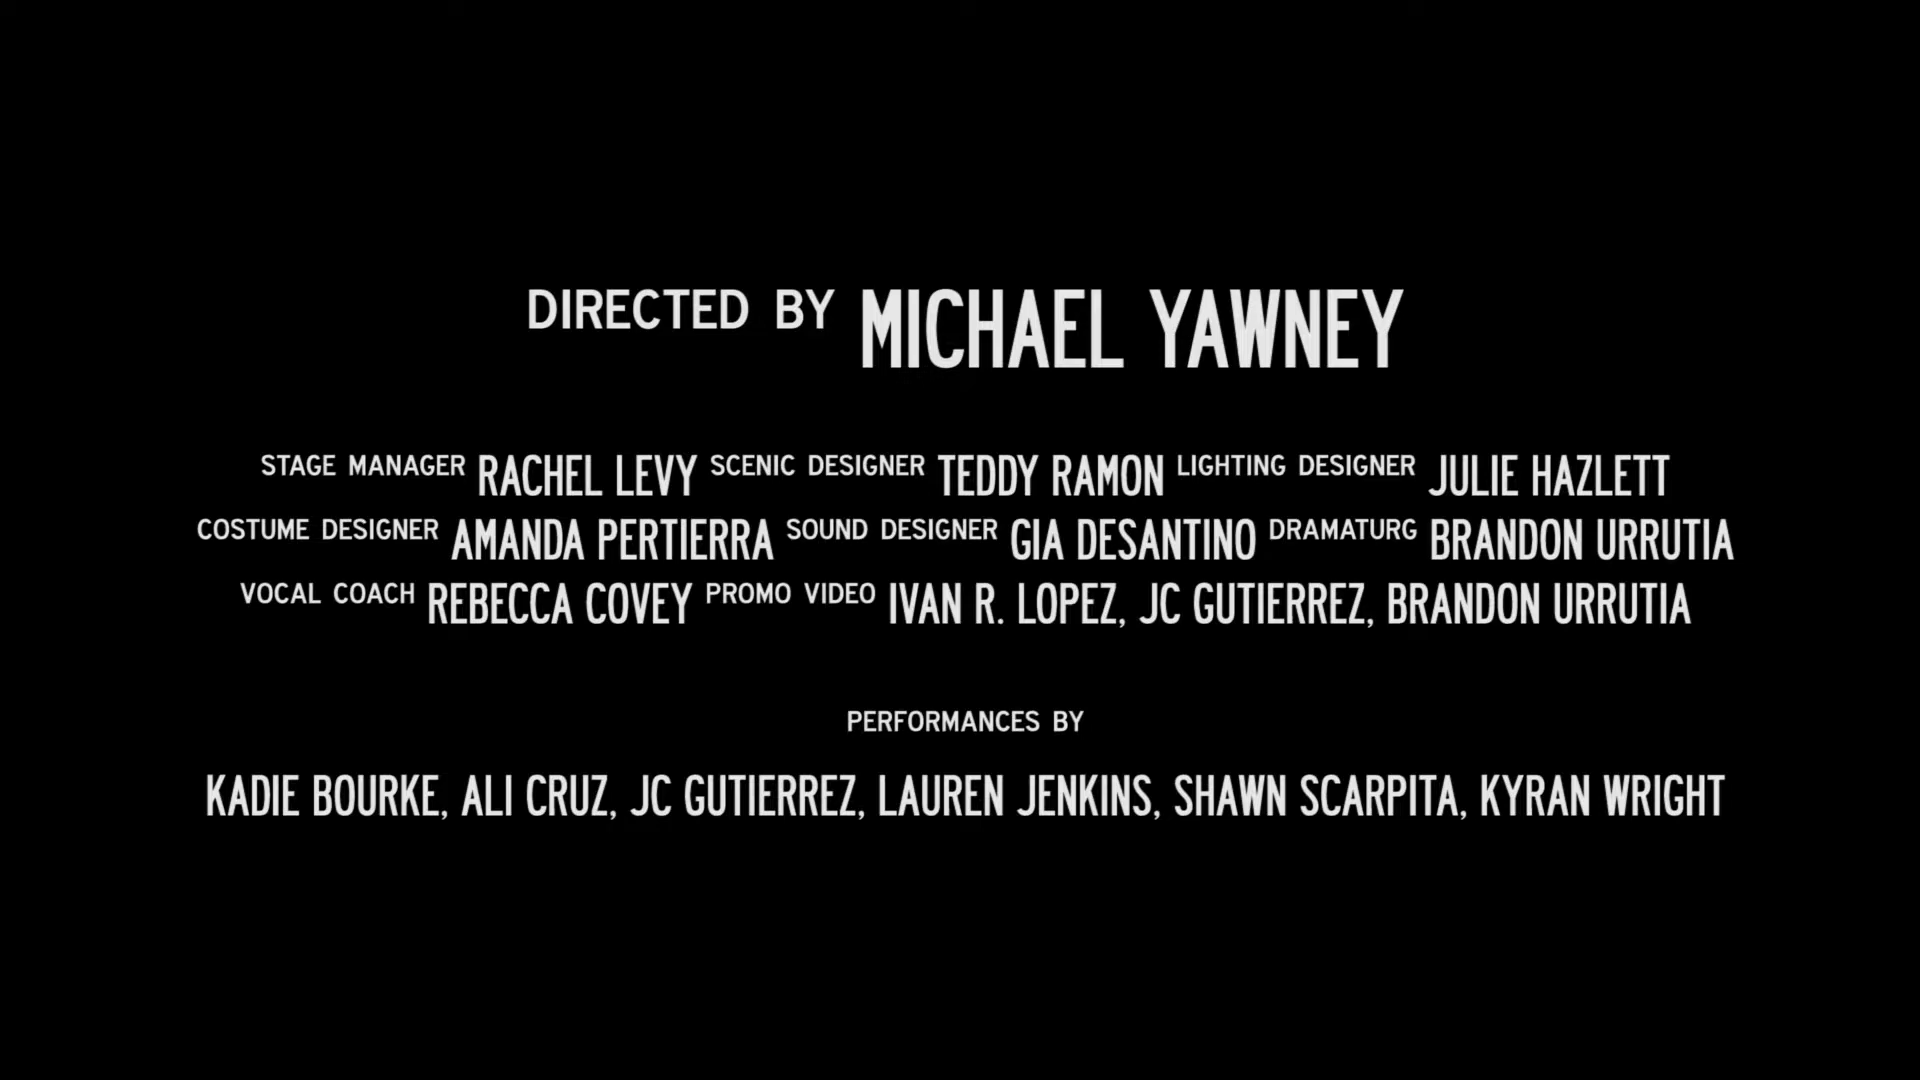 DIRECTED BY MICHAEL YAWNEY
STAGE MANAGER RACHEL LEVY SCENIC DESIGNER TEDDY RAMON LIGHTING DESIGNER JULIE HAZLETT
COSTUME DESIGNER AMANDA PERTIERRA SOUND DESIGNER GIA DESANTINO DRAMATURG BRANDON URRUTIA
VOCAL COACH REBECCA COVEY PROMO VIDEO IVAN R. LOPEZ, JC GUTIERREZ, BRANDON URRUTIA
PERFORMANCES BY
KADIE BOURKE, ALI CRUZ, JC GUTIERREZ, LAUREN JENKINS, SHAWN SCARPITA, KYRAN WRIGHT